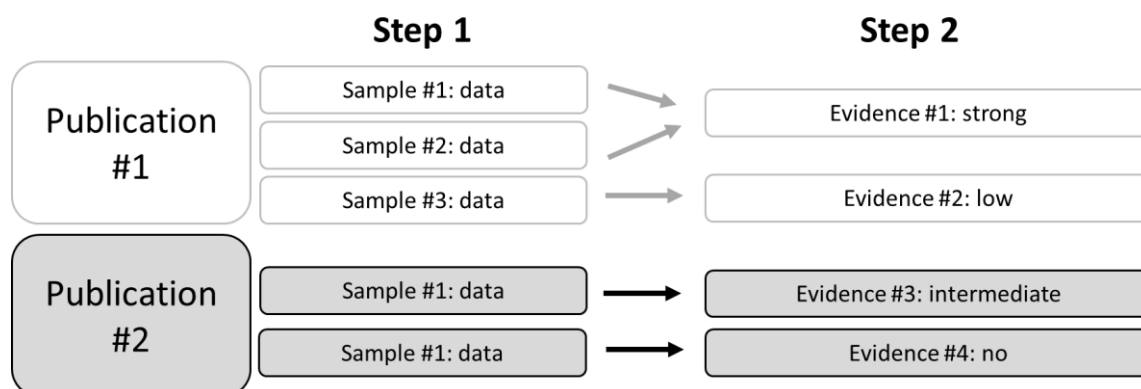 Step 1
Step 2
Publication
#1
Sample #1: data
Sample #2: data
Sample #3: data
Evidence #1: strong
Evidence #2: low
Publication
#2
Sample #1: data
Sample #1: data
Evidence #3: intermediate
Evidence #4: no